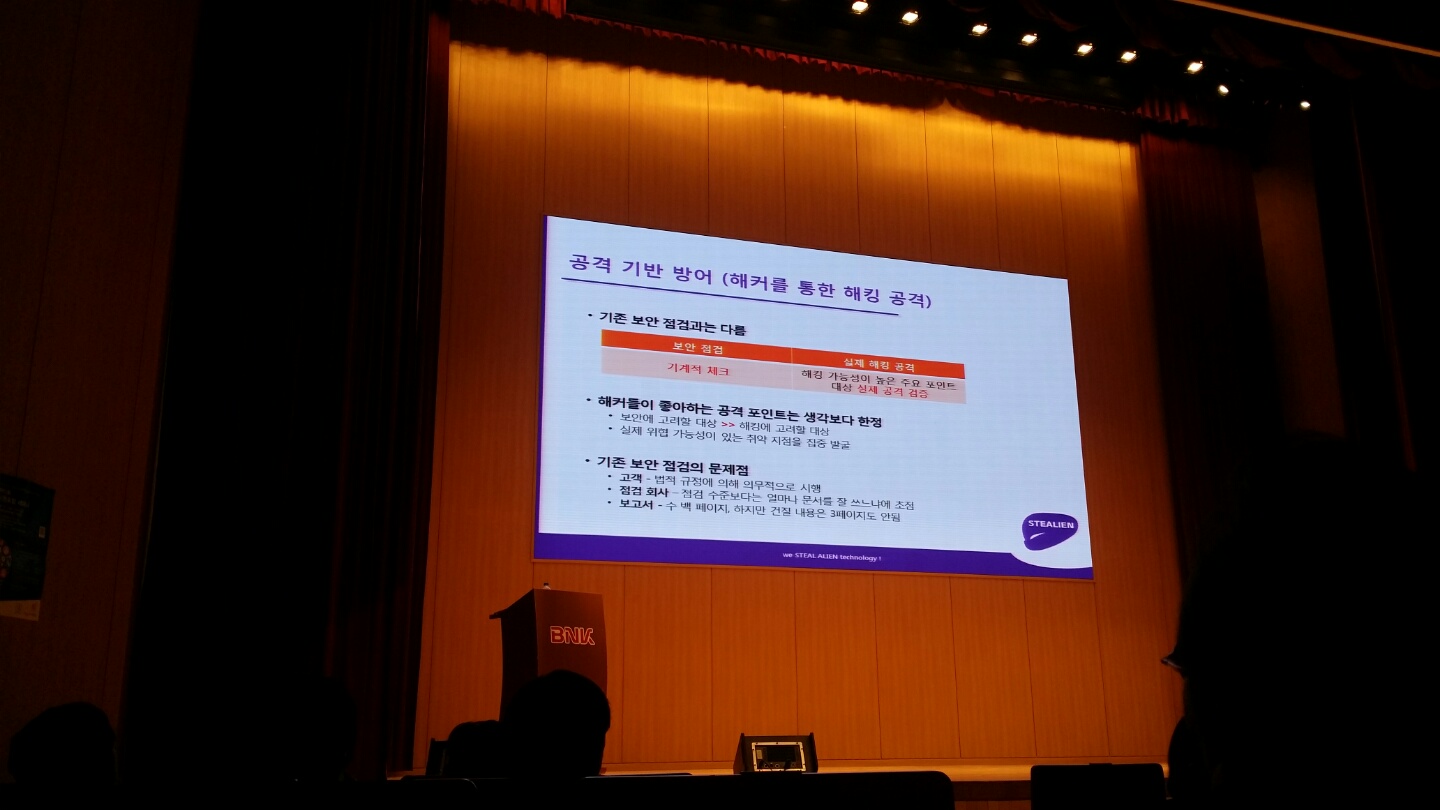 공격 기반 방어 (해커를 통한 해킹 공격)
• 기존 보안 점검과는 다름
보안 점검
실제 해킹 공격
기계적 체크
해킹 가능성이 높은 주요 포인트
대상 실제 공격 검증
• 해커들이 좋아하는 공격 포인트는 생각보다 한정
• 보안에 고려할 대상 >> 해킹에 고려할 대상
• 실제 위협 가능성이 있는 취약 지점을 집중 발굴
• 기존 보안 점검의 문제점
• 고객 - 법적 규정에 의해 의무적으로 시행
• 점검 회사 - 점검 수준보다는 얼마나 문서를 잘 쓰느냐에 초점
• 보고서 - 수 백 페이지, 하지만 건질 내용은 3페이지도 안됨
STEALIEN
we STEAL ALIEN technology !
BNK